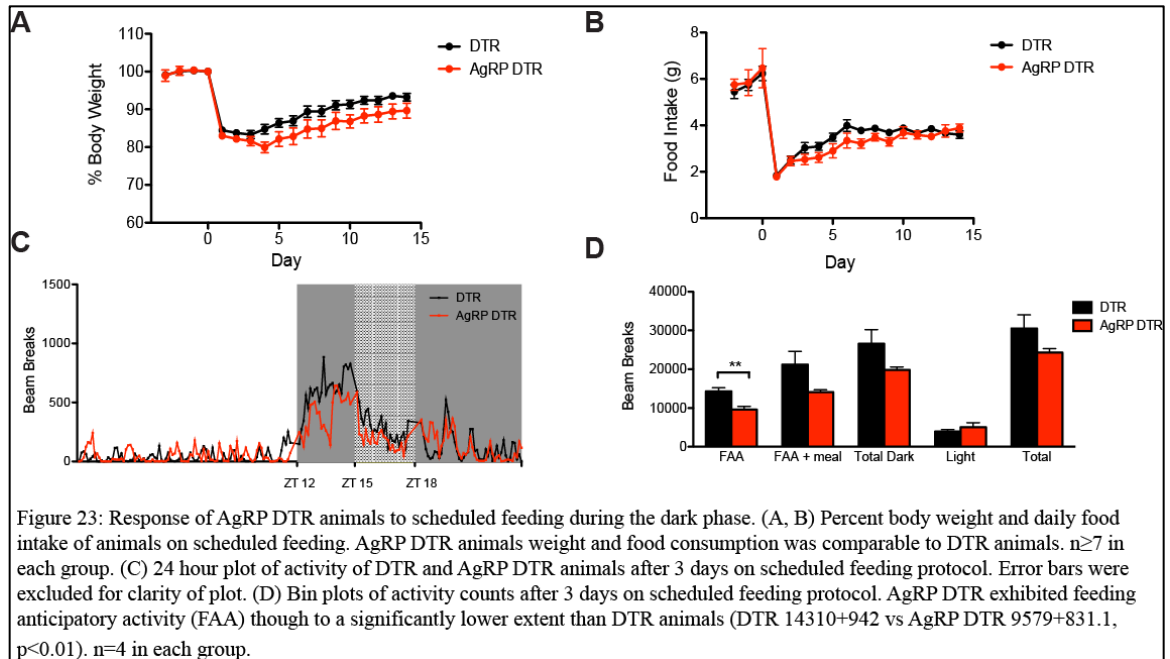 A
DTR
AgRP DTR
100
90
80
70
60
% Body Weight
0
5
10
15
Day
B
DTR
AgRP DTR
8
6
4
2
0
Food Intake (g)
0
5
10
15
Day
C
1500
1000
500
0
Beam Breaks
DTR
AgRP DTR
ZT 12
ZT 15
ZT 18
D
40000
30000
20000
10000
0
Beam Breaks
**
DTR
AgRP DTR
FAA
FAA + meal
Total Dark
Light
Total
Figure 23: Response of AgRP DTR animals to scheduled feeding during the dark phase. (A, B) Percent body weight and daily food
intake of animals on scheduled feeding. AgRP DTR animals weight and food consumption was comparable to DTR animals. n≥7 in
each group. (C) 24 hour plot of activity of DTR and AgRP DTR animals after 3 days on scheduled feeding protocol. Error bars were
excluded for clarity of plot. (D) Bin plots of activity counts after 3 days on scheduled feeding protocol. AgRP DTR exhibited feeding
anticipatory activity (FAA) though to a significantly lower extent than DTR animals (DTR 14310+942 vs AgRP DTR 9579+831.1,
p<0.01). n=4 in each group.